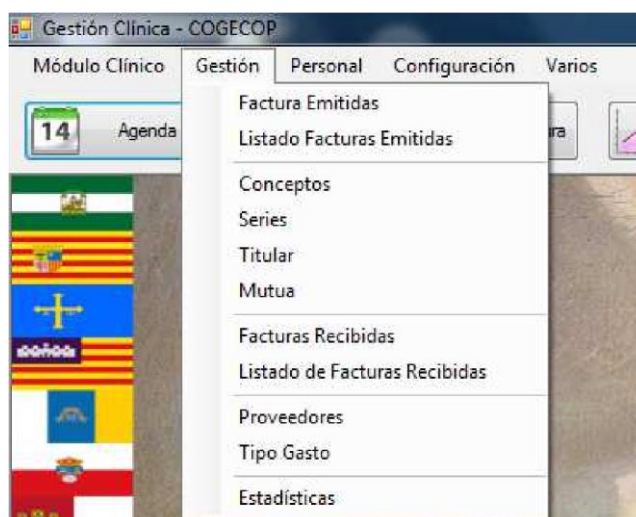 Gestión Clínica - COGECOP
Módulo Clínico Gestión Personal Configuración Varios
14 Agenda
Factura Emitidas
Listado Facturas Emitidas
Conceptos
Series
Titular
Mutua
Facturas Recibidas
Listado de Facturas Recibidas
Proveedores
Tipo Gasto
Estadísticas